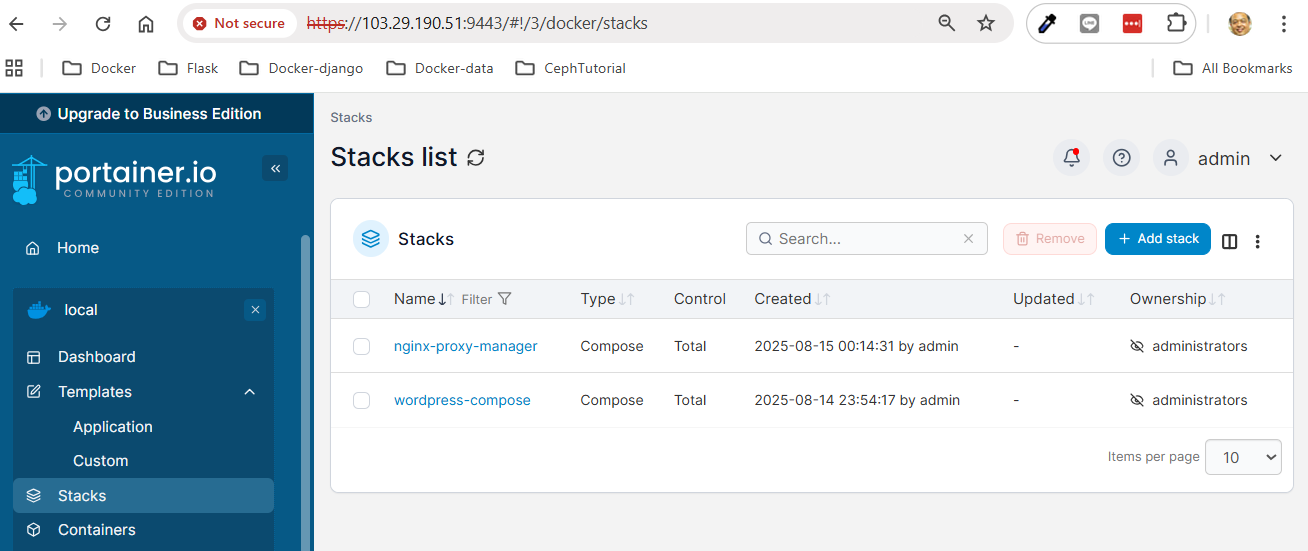 Not secure https://103.29.190.51:9443/#!/3/docker/stacks
Docker Flask Docker-django Docker-data CephTutorial All Bookmarks
Upgrade to Business Edition
portainer.io
COMMUNITY EDITION
Home
local
Dashboard
Templates
Application
Custom
Stacks
Containers
Stacks
Stacks list
admin
Stacks Search... Remove Add stack
Name Filter Type Control Created Updated Ownership
nginx-proxy-manager Compose Total 2025-08-15 00:14:31 by admin - administrators
wordpress-compose Compose Total 2025-08-14 23:54:17 by admin - administrators
Items per page 10